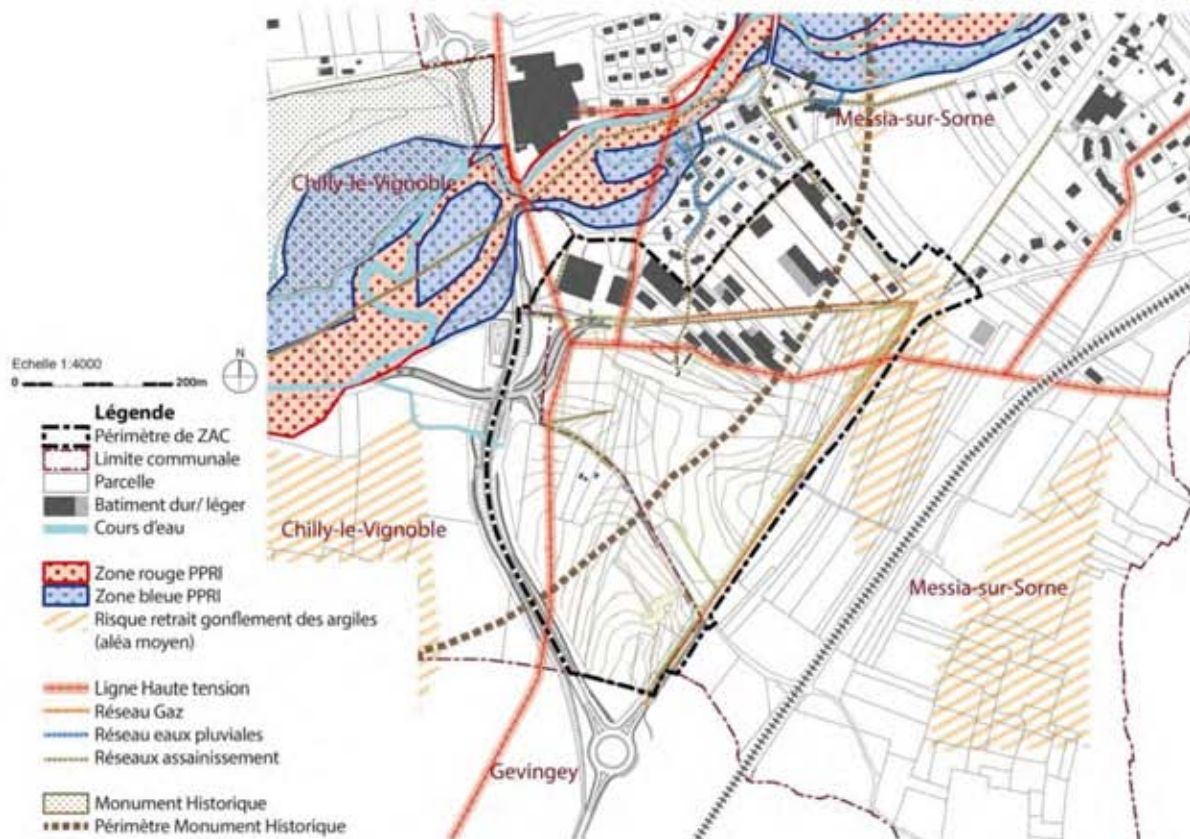 Messia-sur-Sorne
Chilly-le-Vignoble
Echelle 1:4000
0 200m
N
Légende
Périmètre de ZAC
Limite communale
Parcelle
Batiment dur/ léger
Cours d'eau
Chilly-le-Vignoble
Zone rouge PPRI
Zone bleue PPRI
Messia-sur-Sorne
Risque retrait gonflement des argiles
(aléa moyen)
Ligne Haute tension
Réseau Gaz
Réseau eaux pluviales
Réseaux assainissement
Gevingey
Monument Historique
Périmètre Monument Historique